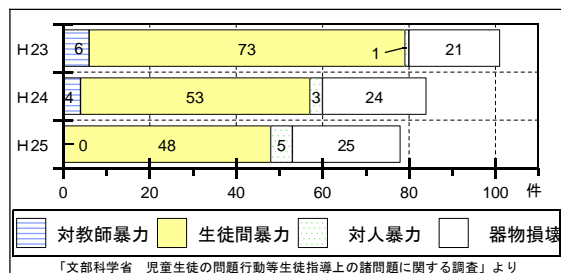 H23 6 73 1 21
H24 4 53 3 24
H25 0 48 5 25
0 20 40 60 80 100 件
対教師暴力 生徒間暴力 対人暴力 器物損壊
「文部科学省 児童生徒の問題行動等生徒指導上の諸問題に関する調査」より